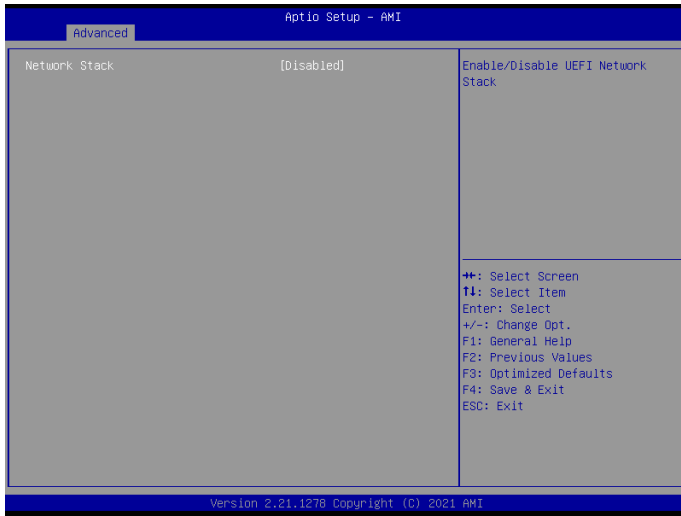 Aptio Setup – AMI
Advanced
Network Stack [Disabled]
Enable/Disable UEFI Network
Stack
→←: Select Screen
↑↓: Select Item
Enter: Select
+/-: Change Opt.
F1: General Help
F2: Previous Values
F3: Optimized Defaults
F4: Save & Exit
ESC: Exit
Version 2.21.1278 Copyright (C) 2021 AMI